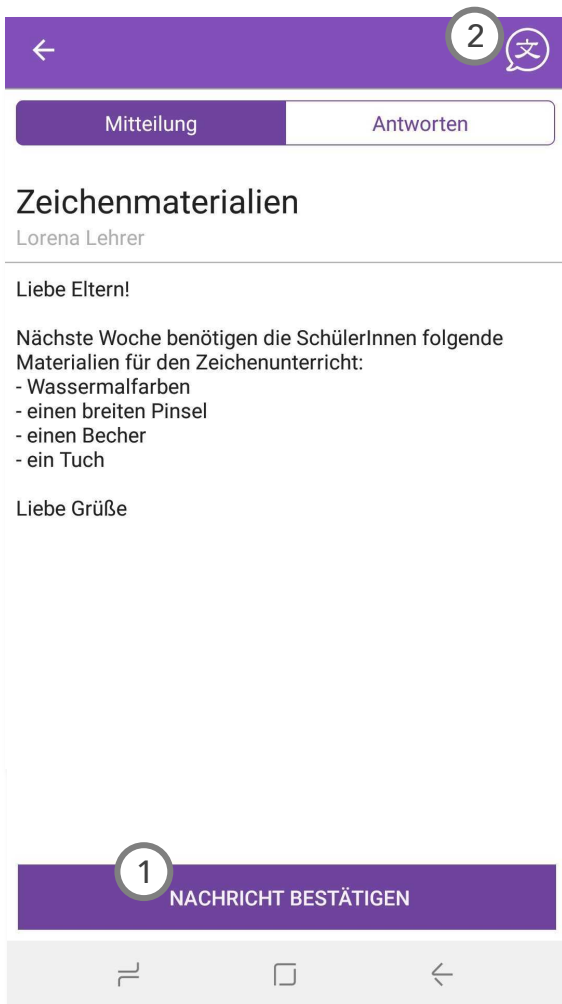 2
文
Mitteilung
Antworten
Zeichenmaterialien
Lorena Lehrer
Liebe Eltern!
Nächste Woche benötigen die SchülerInnen folgende
Materialien für den Zeichenunterricht:
- Wassermalfarben
- einen breiten Pinsel
- einen Becher
- ein Tuch
Liebe Grüße
1
NACHRICHT BESTÄTIGEN